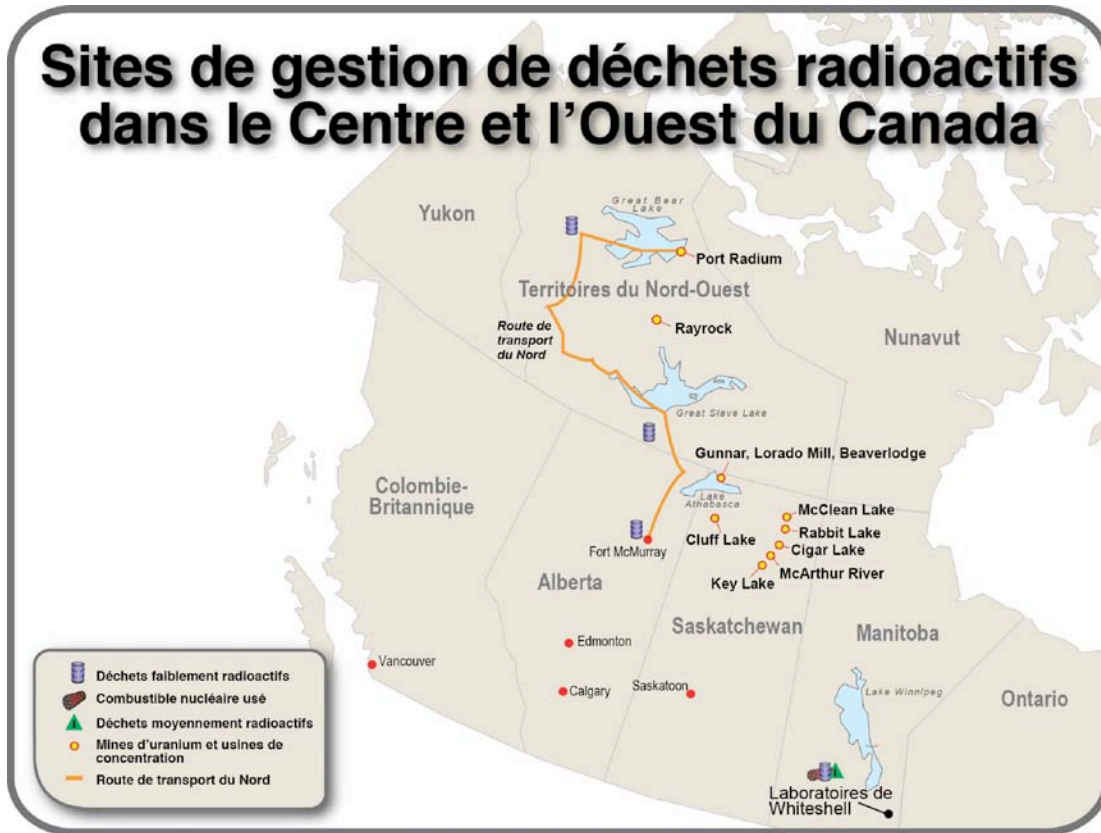 Sites de gestion de déchets radioactifs
dans le Centre et l'Ouest du Canada
Great Bear
Lake
Yukon
Port Radium
Territoires du Nord-Ouest
Route de
transport
du Nord
Rayrock
Nunavut
Great Slave Lake
Gunnar, Lorado Mill, Beaverlodge
Colombie-
Britannique
Lake
Athabasca
McClean Lake
Rabbit Lake
Cluff Lake
Cigar Lake
Fort McMurray
McArthur River
Key Lake
Alberta
Saskatchewan
Manitoba
Edmonton
Vancouver
Calgary
Saskatoon
Lake Winnipeg
Ontario
Laboratoires de
Whiteshell
Déchets faiblement radioactifs
Combustible nucléaire usé
Déchets moyennement radioactifs
Mines d'uranium et usines de
concentration
Route de transport du Nord